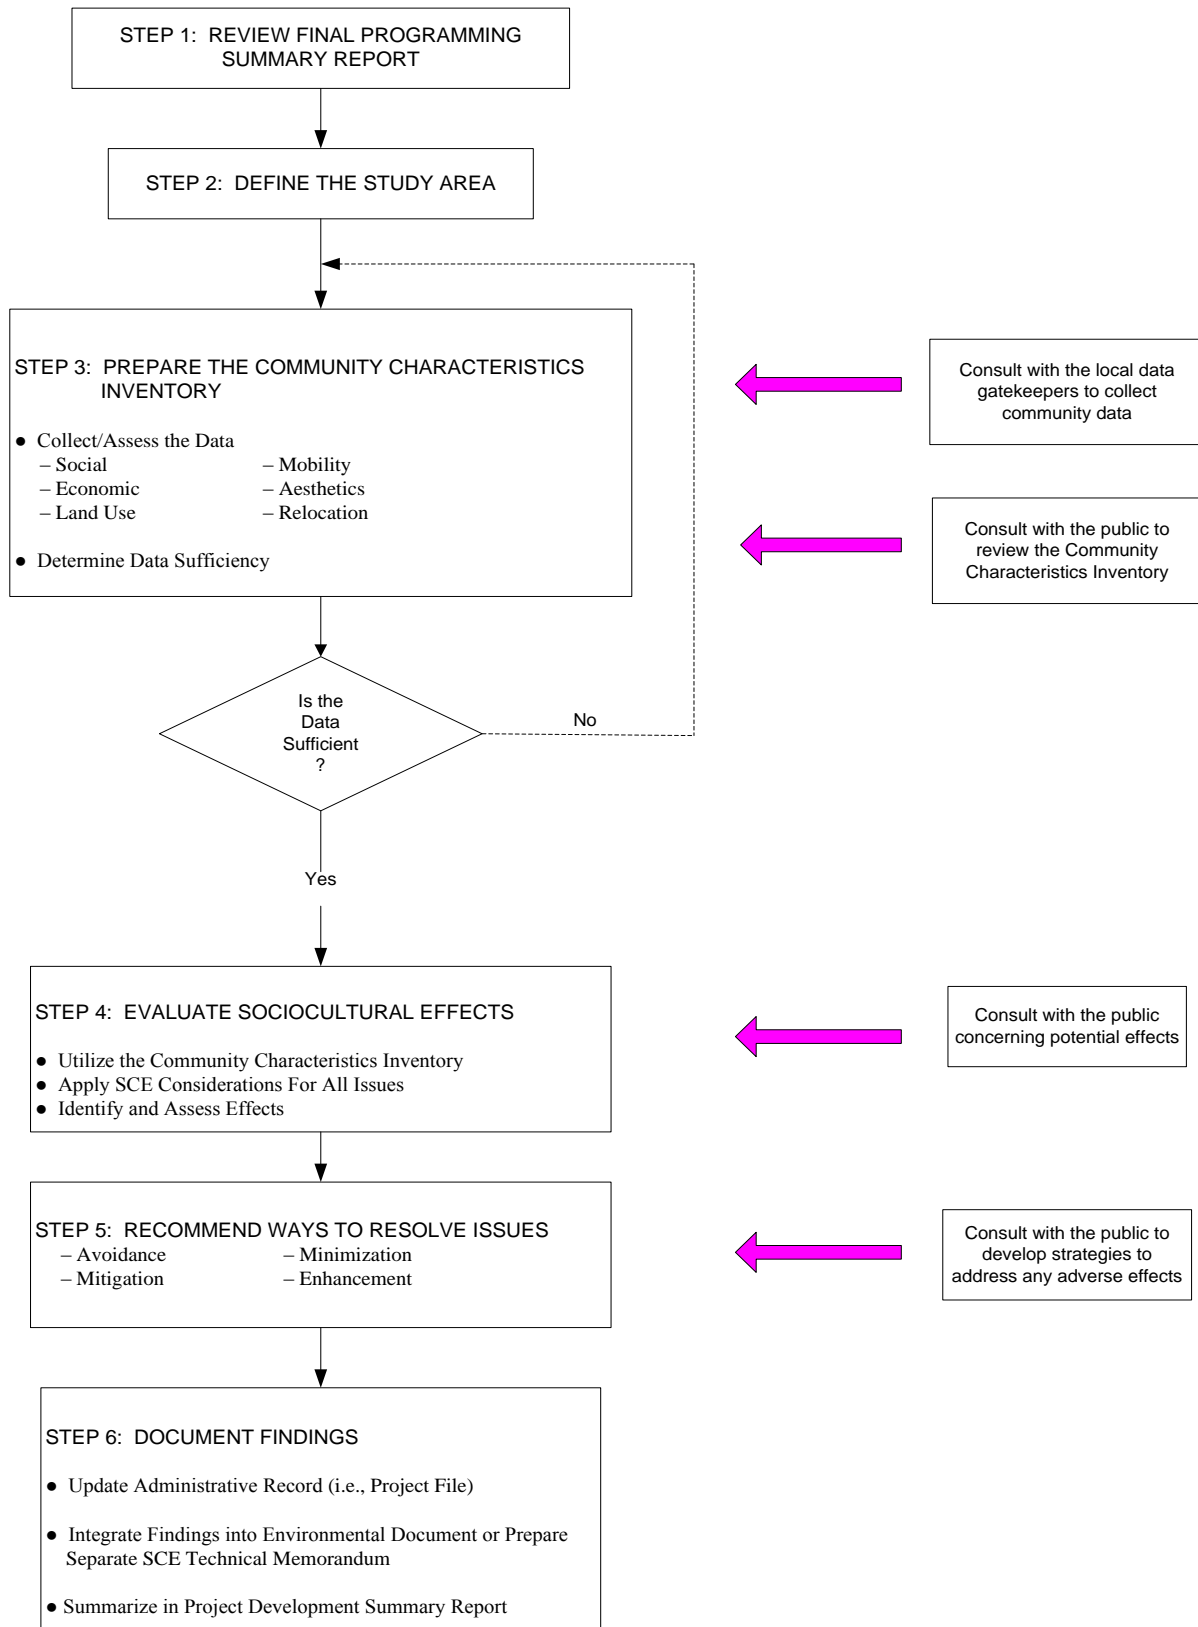 STEP 1:  REVIEW FINAL PROGRAMMING
SUMMARY REPORT
STEP 2:  DEFINE THE STUDY AREA
STEP 3:  PREPARE THE COMMUNITY CHARACTERISTICS
INVENTORY
● Collect/Assess the Data
– Social – Mobility
– Economic – Aesthetics
– Land Use – Relocation
● Determine Data Sufficiency
Consult with the local data
gatekeepers to collect
community data
Consult with the public to
review the Community
Characteristics Inventory
Is the
Data
Sufficient
?
No
Yes
STEP 4:  EVALUATE SOCIOCULTURAL EFFECTS
● Utilize the Community Characteristics Inventory
● Apply SCE Considerations For All Issues
● Identify and Assess Effects
Consult with the public
concerning potential effects
STEP 5:  RECOMMEND WAYS TO RESOLVE ISSUES
– Avoidance – Minimization
– Mitigation – Enhancement
Consult with the public to
develop strategies to
address any adverse effects
STEP 6:  DOCUMENT FINDINGS
● Update Administrative Record (i.e., Project File)
● Integrate Findings into Environmental Document or Prepare
Separate SCE Technical Memorandum
● Summarize in Project Development Summary Report